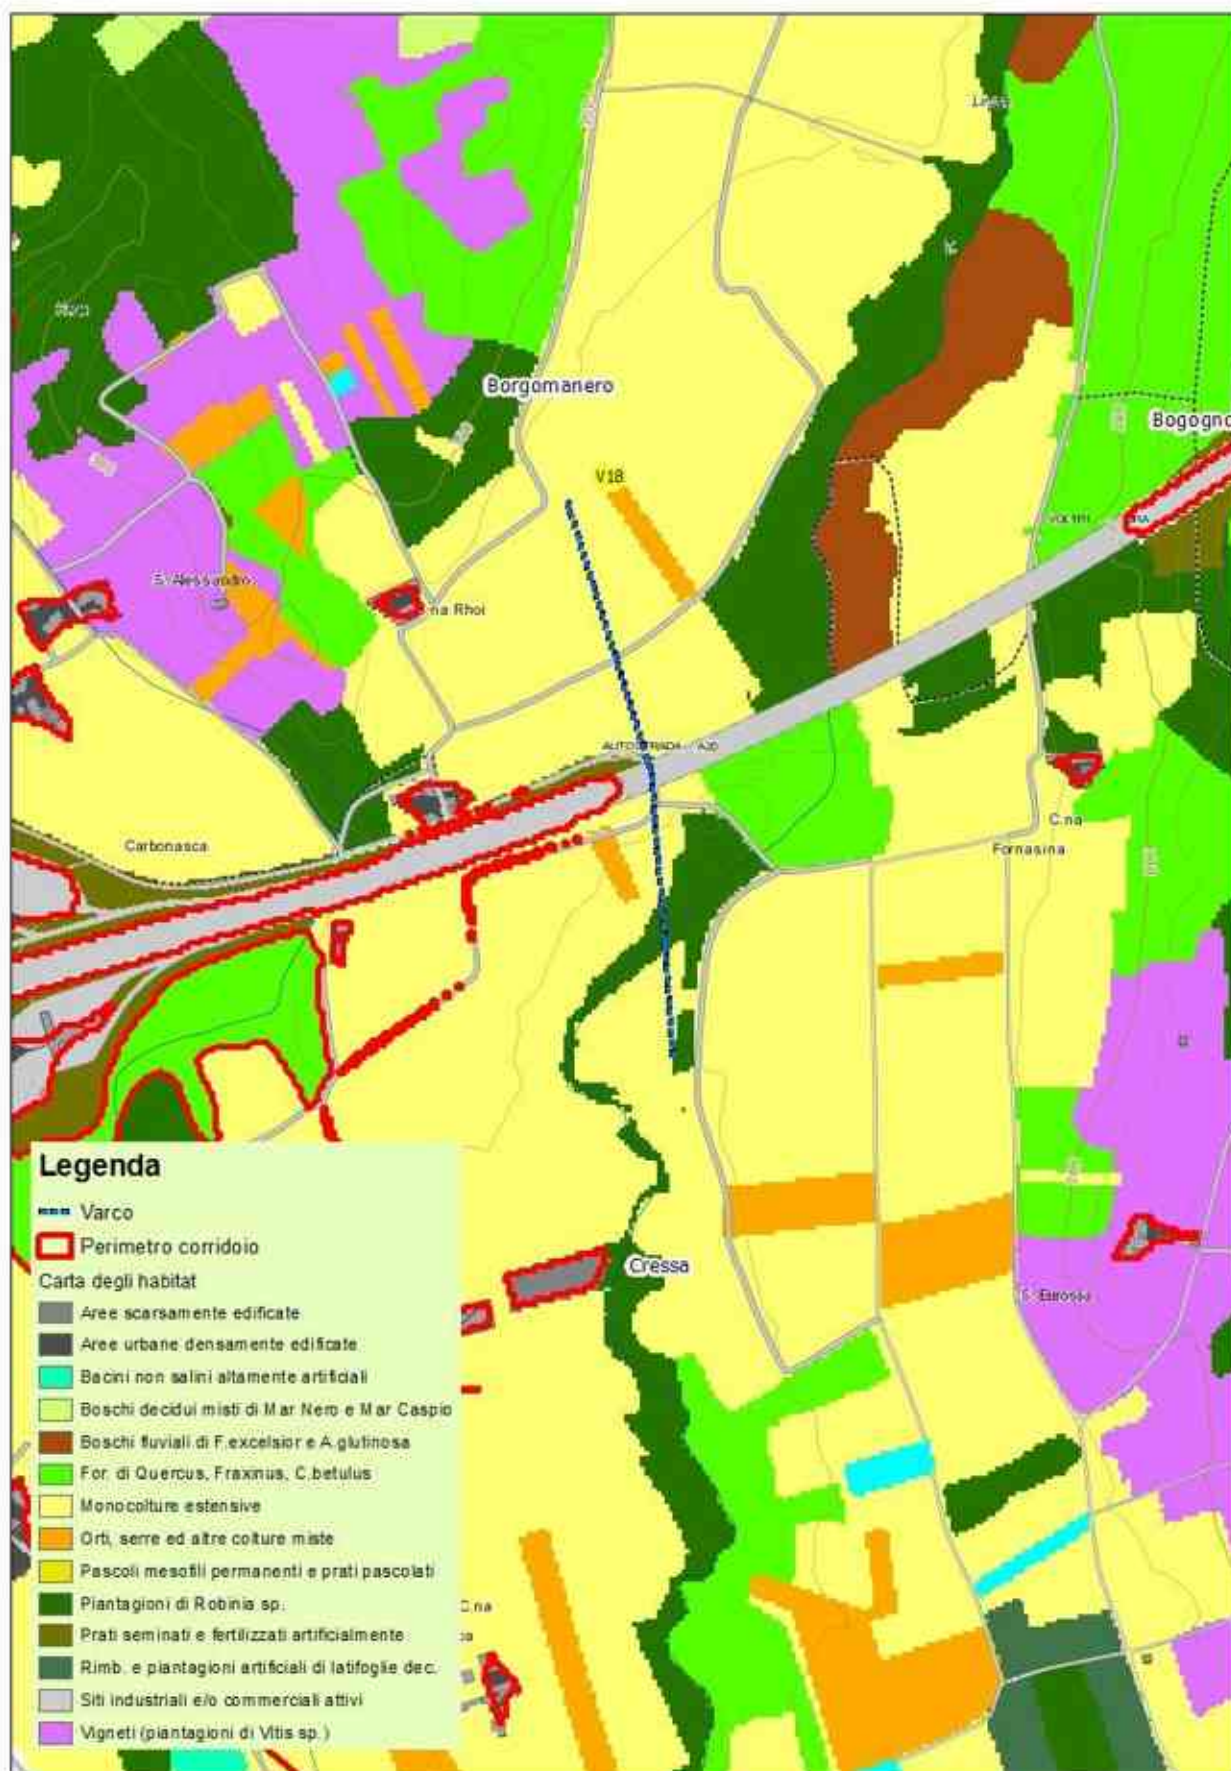 Borgomanero
Bogogno
V18
S. Alessandro
na Rhoi
AUTOSTRADA A26
Carbonasca
C.na
Fornasina
Cressa
Legenda
Varco
Perimetro corridoio
Carta degli habitat
Aree scarsamente edificate
Aree urbane densamente edificate
Bacini non salini altamente artificiali
Boschi decidui misti di Mar Nero e Mar Caspio
Boschi fluviali di F.excelsior e A.glutinosa
For. di Quercus, Fraxinus, C.betulus
Monocolture estensive
Orti, serre ed altre colture miste
Pascoli mesofili permanenti e prati pascolati
C.na
Piantagioni di Robinia sp.
Prati seminati e fertilizzati artificialmente
Rimb. e piantagioni artificiali di latifoglie dec.
Siti industriali e/o commerciali attivi
Vigneti (piantagioni di Vitis sp.)